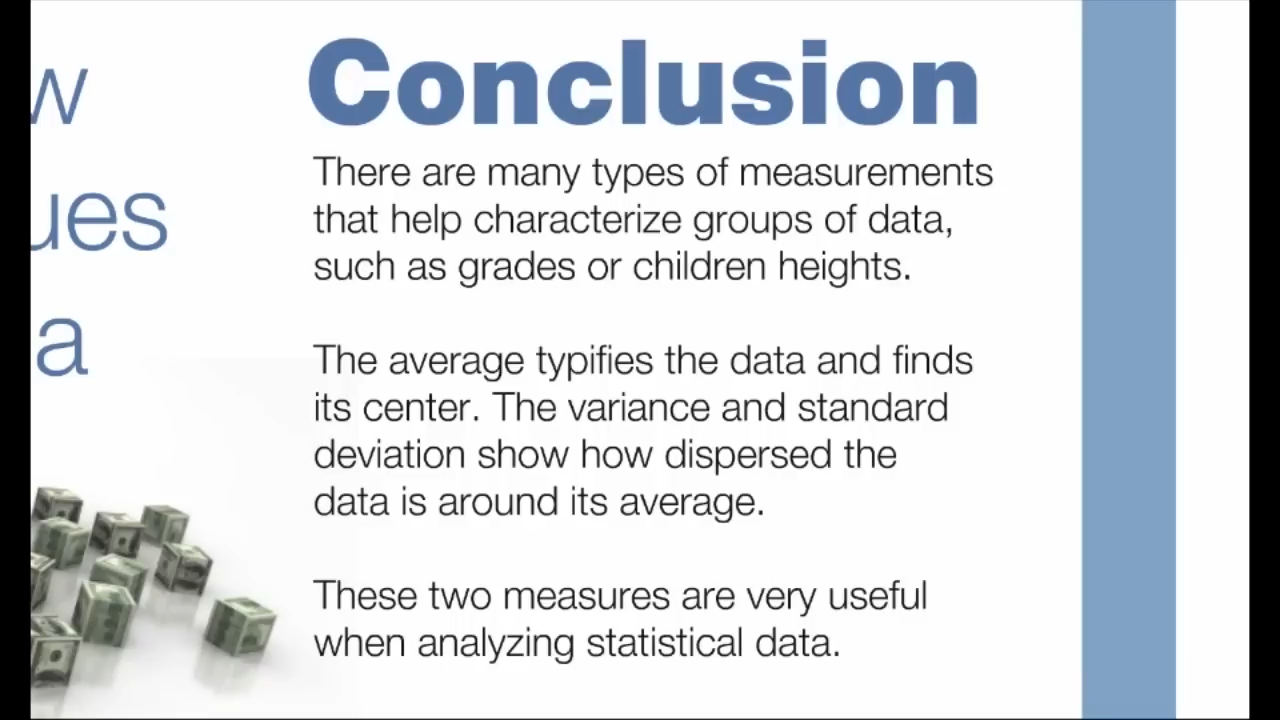 Conclusion
There are many types of measurements
that help characterize groups of data,
such as grades or children heights.
The average typifies the data and finds
its center. The variance and standard
deviation show how dispersed the
data is around its average.
These two measures are very useful
when analyzing statistical data.